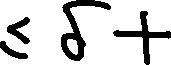 ≤ δ +